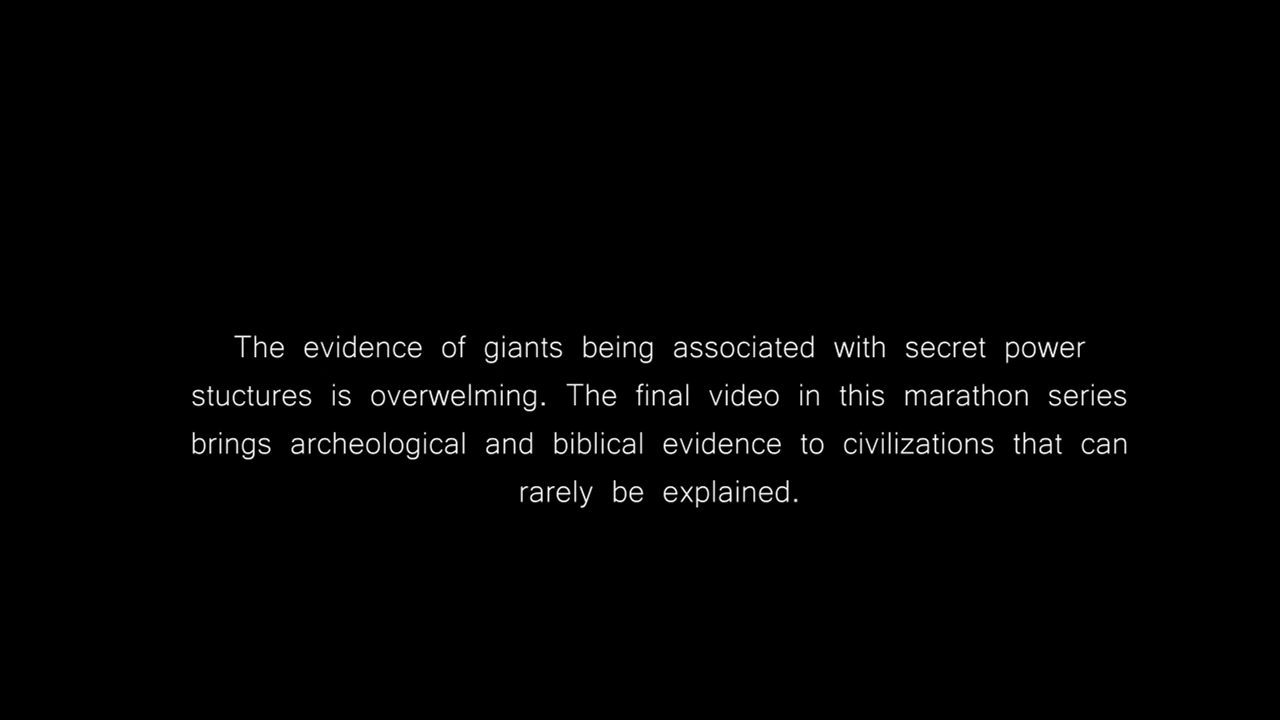 The evidence of giants being associated with secret power
stuctures is overwelming. The final video in this marathon series
brings archeological and biblical evidence to civilizations that can
rarely be explained.